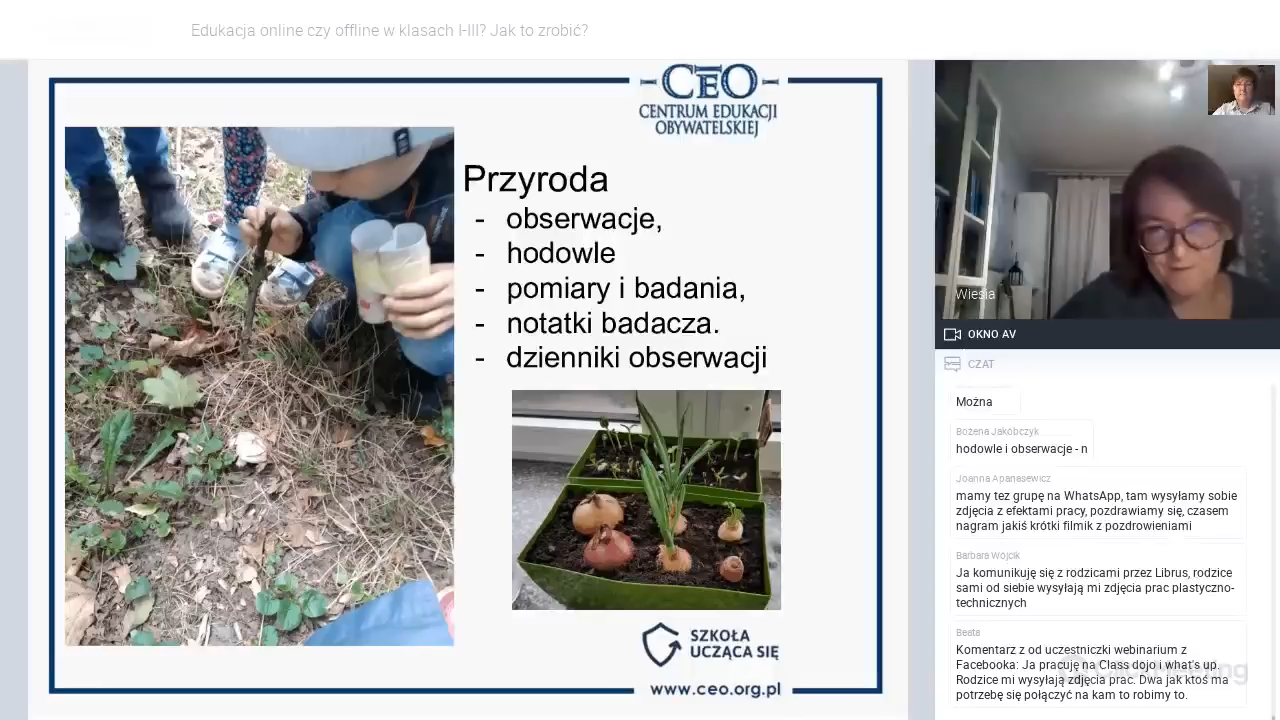 Edukacja online czy offline w klasach I-III? Jak to zrobić?
CEO
CENTRUM EDUKACJI
OBYWATELSKIEJ
Przyroda
- obserwacje,
- hodowle
- pomiary i badania,
- notatki badacza.
- dzienniki obserwacji
SZKOŁA
UCZĄCA SIĘ
www.ceo.org.pl
Wiesia
OKNO AV
CZAT
Można
Bożena Jakóbczyk
hodowle i obserwacje - n
Joanna Apanasewicz
mamy tez grupę na WhatsApp, tam wysyłamy sobie
zdjęcia z efektami pracy, pozdrawiamy się, czasem
nagram jakiś krótki filmik z pozdrowieniami
Barbara Wójcik
Ja komunikuję się z rodzicami przez Librus, rodzice
sami od siebie wysyłają mi zdjęcia prac plastyczno-
technicznych
Beata
Komentarz z od uczestniczki webinarium z
Facebooka: Ja pracuję na Class dojo i what's up.
Rodzice mi wysyłają zdjęcia prac. Dwa jak ktoś ma
potrzebę się połączyć na kam to robimy to.